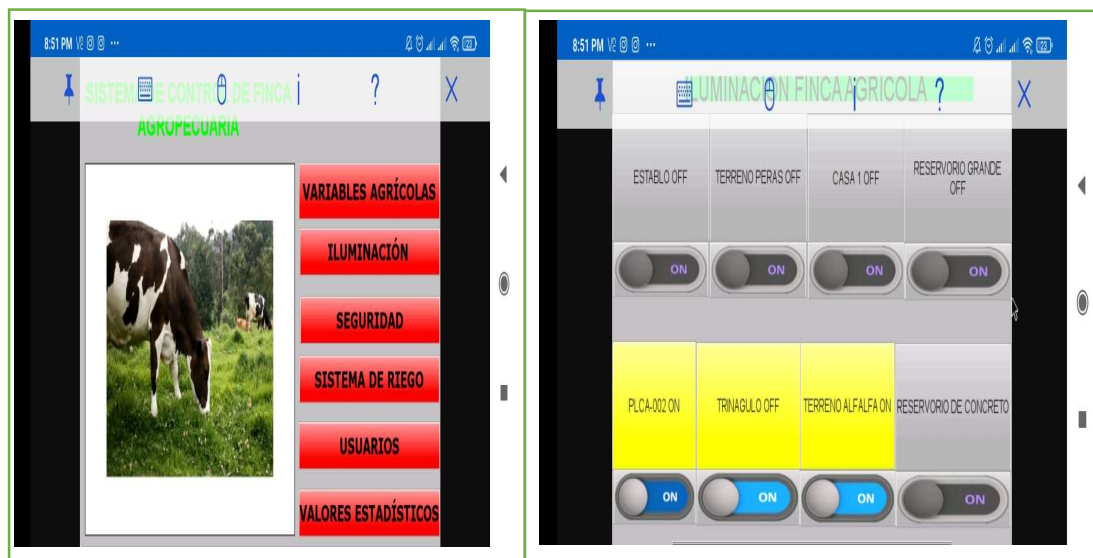 8:51 PM
SISTEMA DE CONTROL DE FINCA
AGROPECUARIA
VARIABLES AGRÍCOLAS
ILUMINACIÓN
SEGURIDAD
SISTEMA DE RIEGO
USUARIOS
VALORES ESTADÍSTICOS
8:51 PM
ILUMINACION FINCA AGRICOLA
ESTABLO OFF
TERRENO PERAS OFF
CASA 1 OFF
RESERVORIO GRANDE
OFF
ON
ON
ON
ON
PLCA-002 ON
TRINAGULO OFF
TERRENO ALFALFA ON
RESERVORIO DE CONCRETO
ON
ON
ON
ON